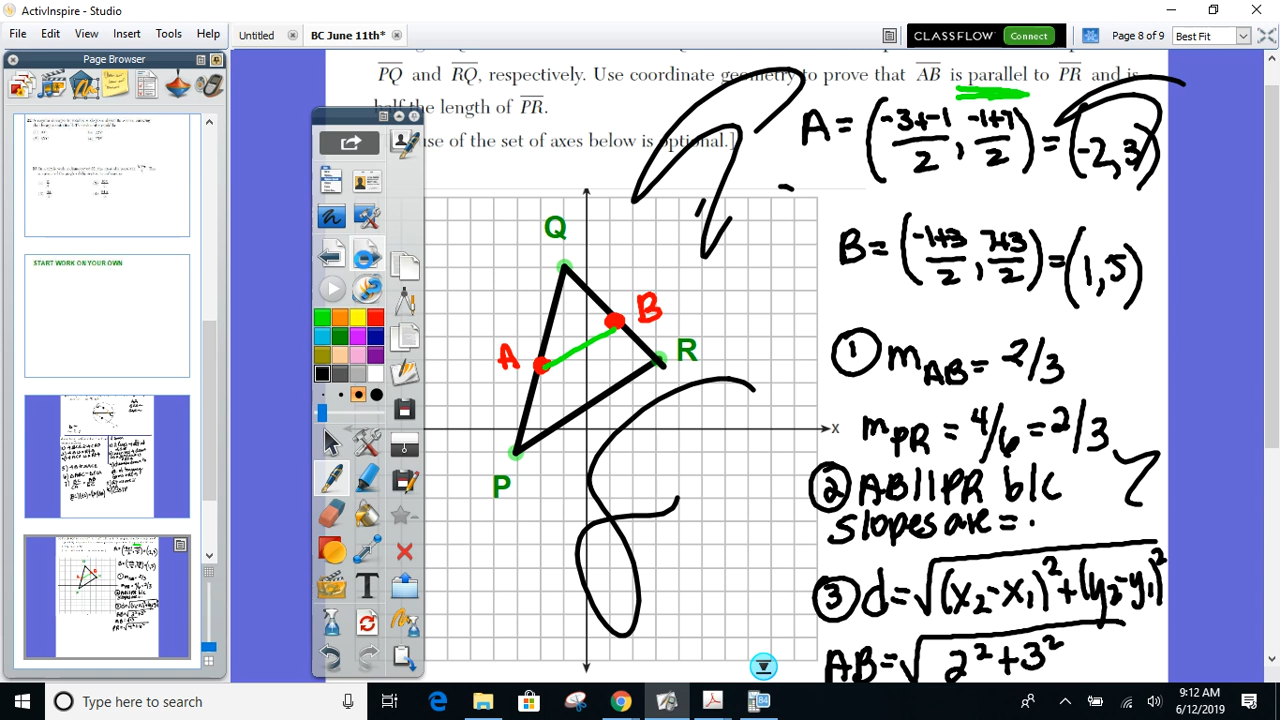 ActivInspire - Studio
File Edit View Insert Tools Help
Untitled
BC June 11th*
CLASSFLOW Connect
Page 8 of 9
Best Fit
Page Browser
START WORK ON YOUR OWN
PQ and RQ, respectively. Use coordinate geometry to prove that AB is parallel to PR and is
half the length of PR.
use of the set of axes below is optional.]
A = (-3+-1/2, -1+7/2) = (-2,3)
B = (-1+3/2, 7+3/2) = (1,5)
Q
B
A
R
P
x
① mAB = 2/3
mPR = 4/6 = 2/3
② AB||PR b/c
slopes are = .
③ d = √(x₂-x₁)²+(y₂-y₁)²
AB = √2²+3²
Type here to search
9:12 AM
6/12/2019